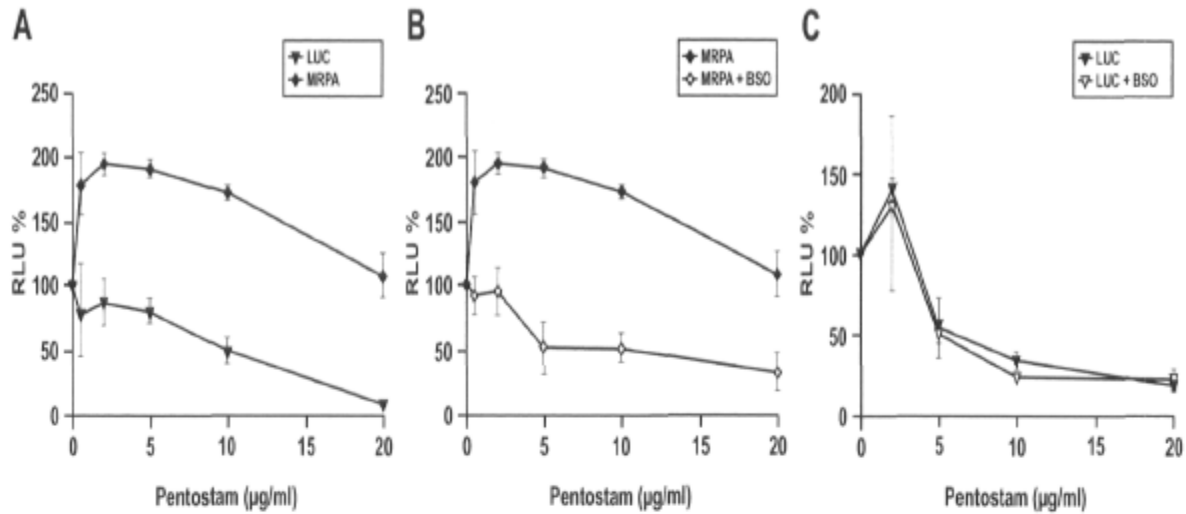 A
LUC
MRPA
250
200
150
100
50
0
RLU %
0 5 10 15 20
Pentostam (µg/ml)
B
MRPA
MRPA + BSO
250
200
150
100
50
0
RLU %
0 5 10 15 20
Pentostam (µg/ml)
C
LUC
LUC + BSO
200
150
100
50
0
RLU %
0 5 10 15 20
Pentostam (µg/ml)